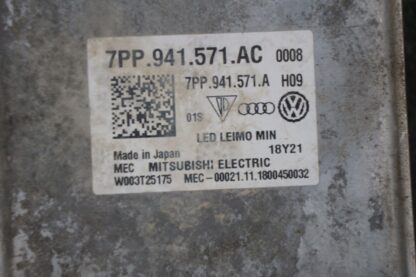 7PP.941.571.AC 0008
7PP.941.571.A H09
01S
LED LEIMO MIN
Made in Japan 18Y21
MEC MITSUBISHI ELECTRIC
W003T25175 MEC-00021.11.1800450032